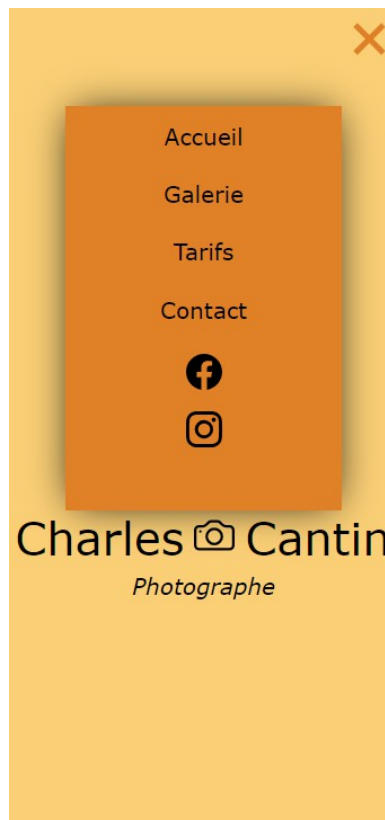 Accueil
Galerie
Tarifs
Contact
Charles Cantin
Photographe